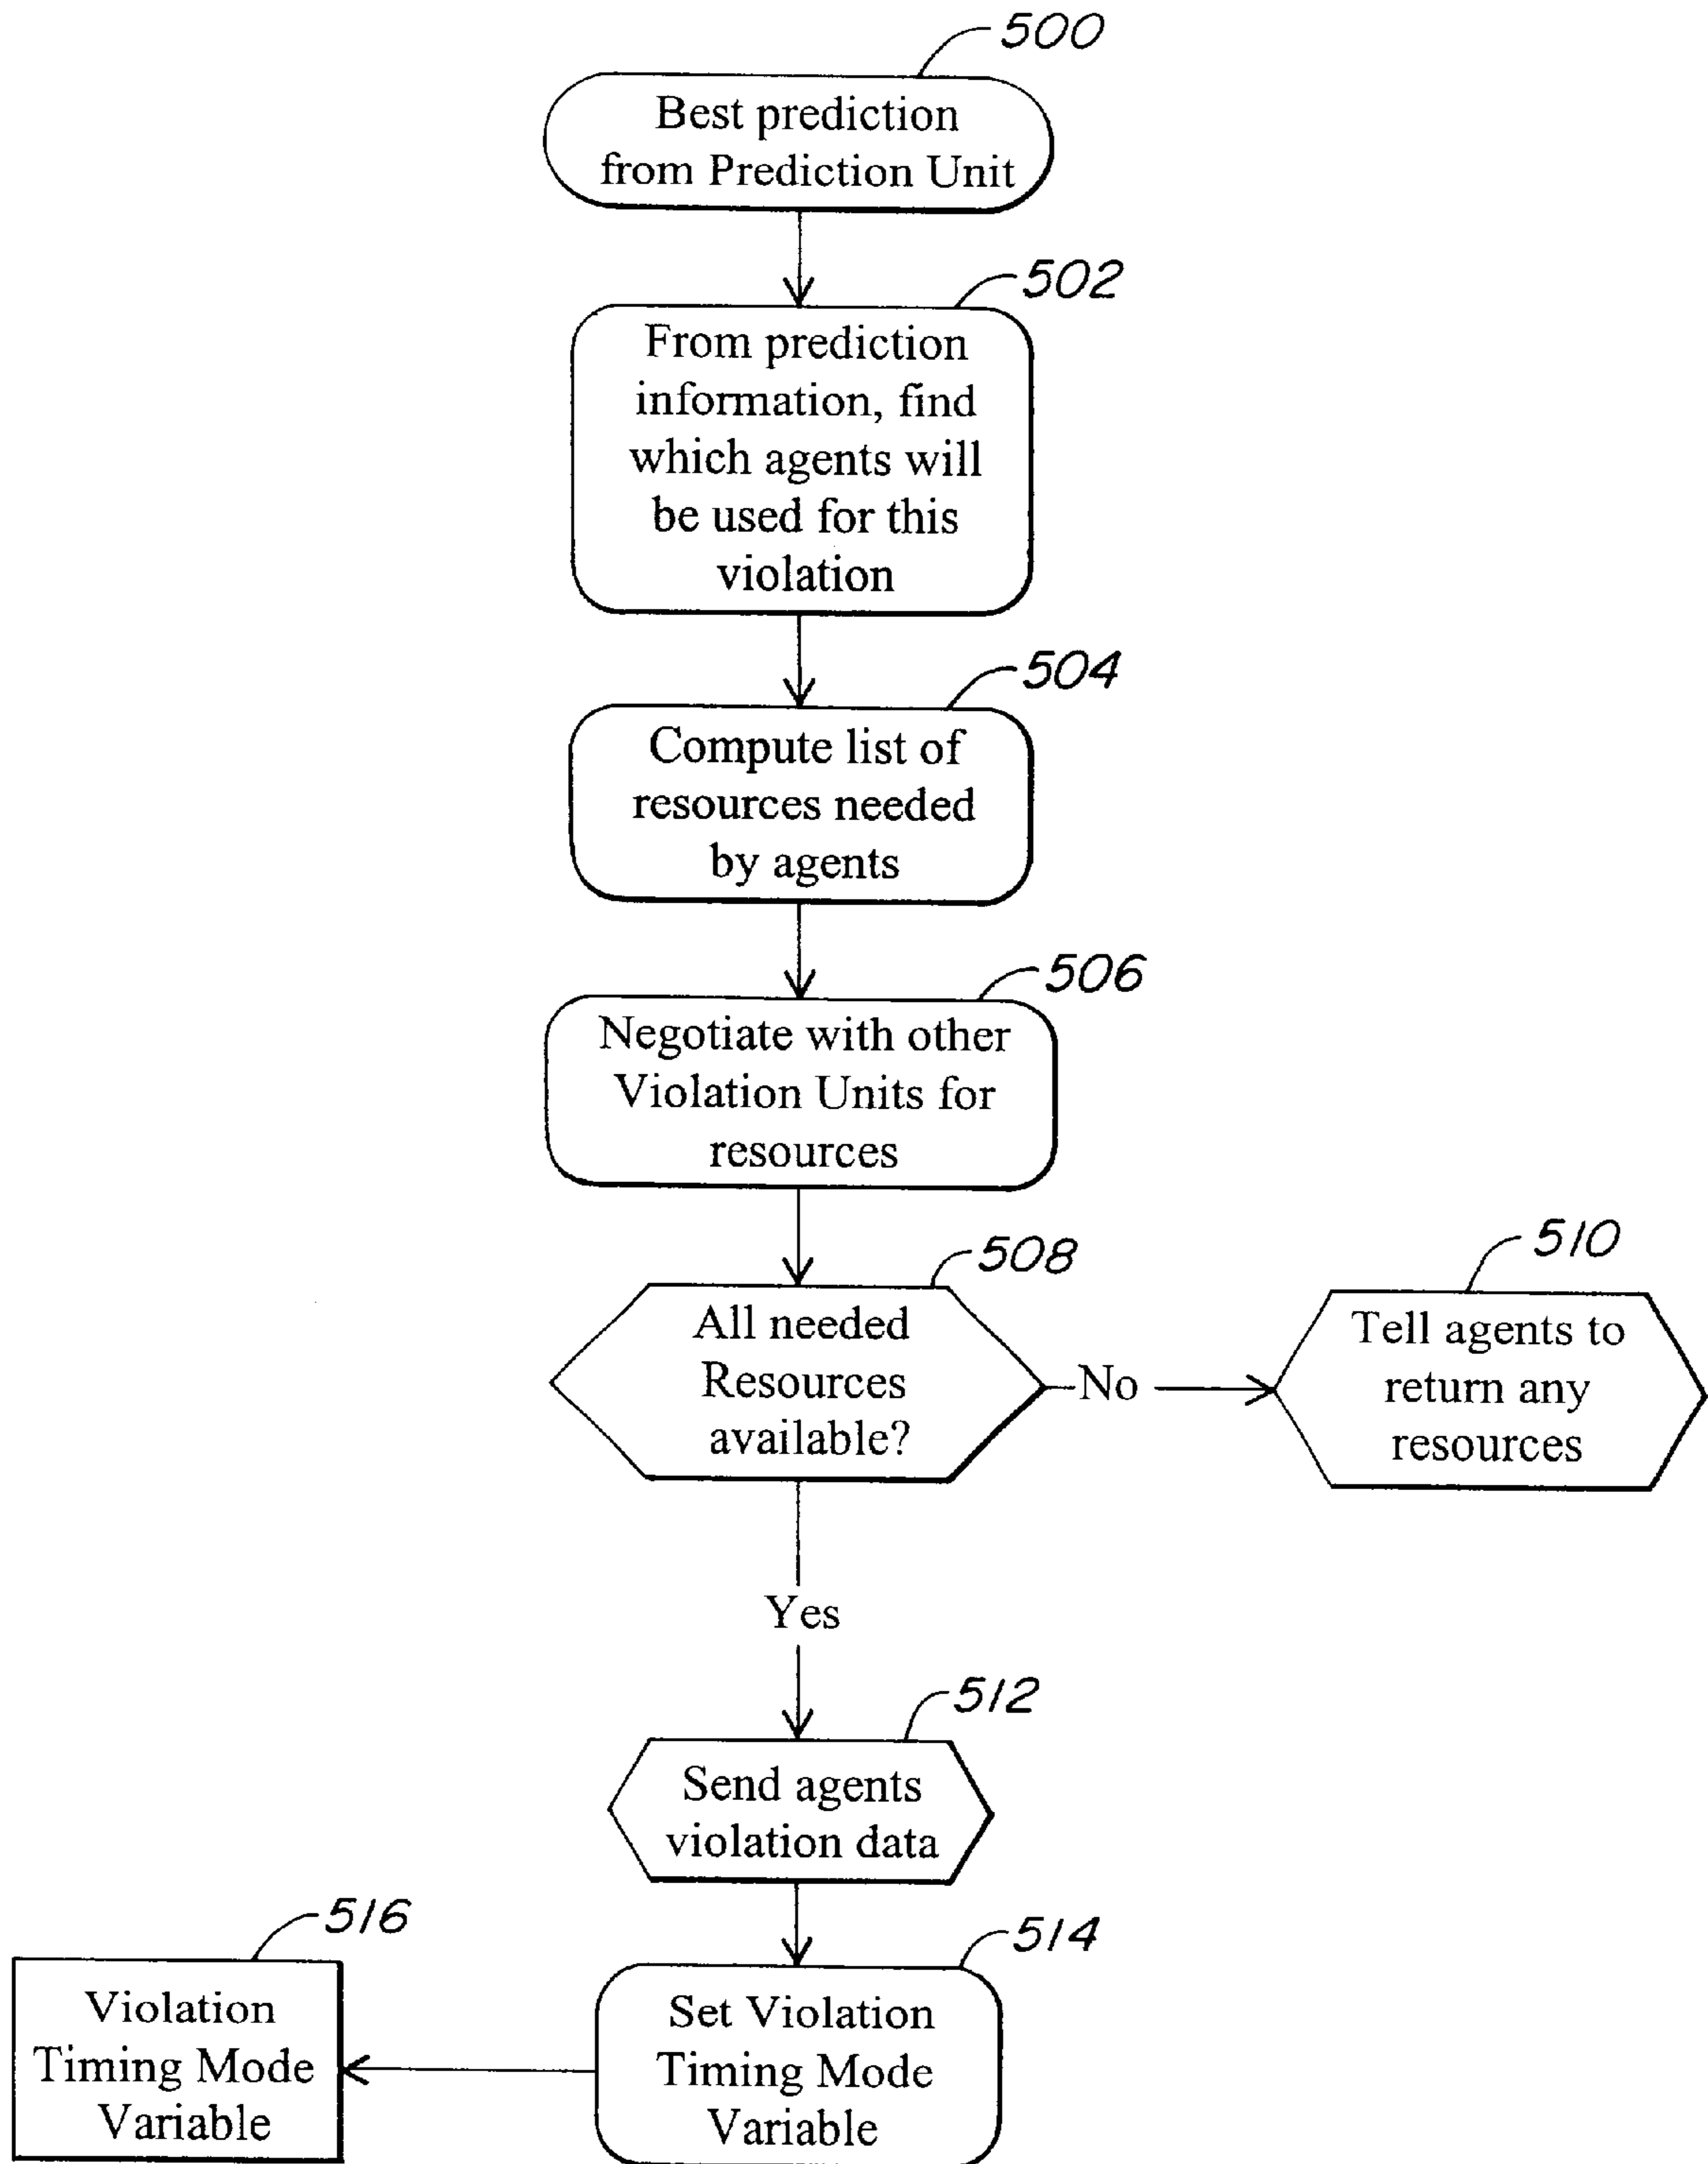 500
Best prediction
from Prediction Unit
502
From prediction
information, find
which agents will
be used for this
violation
504
Compute list of
resources needed
by agents
506
Negotiate with other
Violation Units for
resources
508
All needed
Resources
available?
No
510
Tell agents to
return any
resources
Yes
512
Send agents
violation data
514
Set Violation
Timing Mode
Variable
516
Violation
Timing Mode
Variable